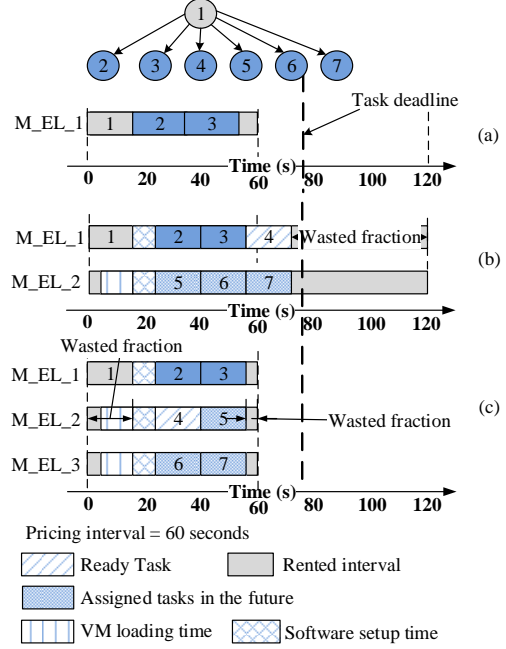 1
2 3 4 5 6 7
Task deadline
M_EL_1 1 2 3
(a)
Time (s)
0 20 40 60 80 100 120
M_EL_1 2 3 4 Wasted fraction
1
(b)
M_EL_2 5 6 7
Time (s)
0 20 40 60 80 100 120
Wasted fraction
M_EL_1 1 2 3
M_EL_2 4 5 Wasted fraction (c)
M_EL_3 6 7
Time (s)
0 20 40 60 80 100 120
Pricing interval = 60 seconds
Ready Task Rented interval
Assigned tasks in the future
VM loading time Software setup time